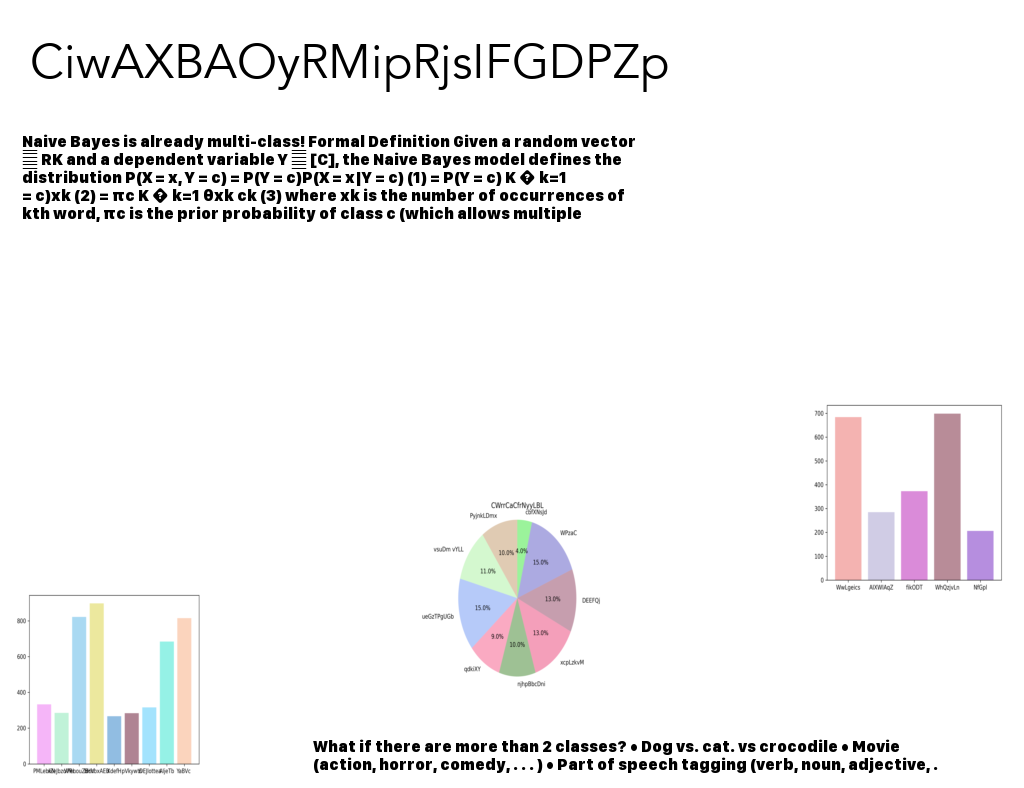 CiwAXBAOyRMipRjsIFGDPZp
Naive Bayes is already multi-class! Formal Definition Given a random vector
RK and a dependent variable Y [C], the Naive Bayes model defines the
distribution P(X = x, Y = c) = P(Y = c)P(X = x|Y = c) (1) = P(Y = c) K � k=1
= c)xk (2) = πc K � k=1 θxk ck (3) where xk is the number of occurrences of
kth word, πc is the prior probability of class c (which allows multiple
700
600
500
400
300
200
100
0
WwLgeics AlXWlAqZ flkODT WhQzjvLn NfGpI
CWrrCaCfrNyyLBL
PyjnkLDmx
WPzaC
vsuDm vYLL
DEEFQj
ueGzTPgUGb
xcpLzkvM
qdkiXY
njhpBbcDni
10.0% 4.0%
15.0%
11.0%
13.0%
15.0%
13.0%
9.0%
10.0%
800
600
400
200
0
AljeTb YaBVc
What if there are more than 2 classes? • Dog vs. cat. vs crocodile • Movie
(action, horror, comedy, . . . ) • Part of speech tagging (verb, noun, adjective, .